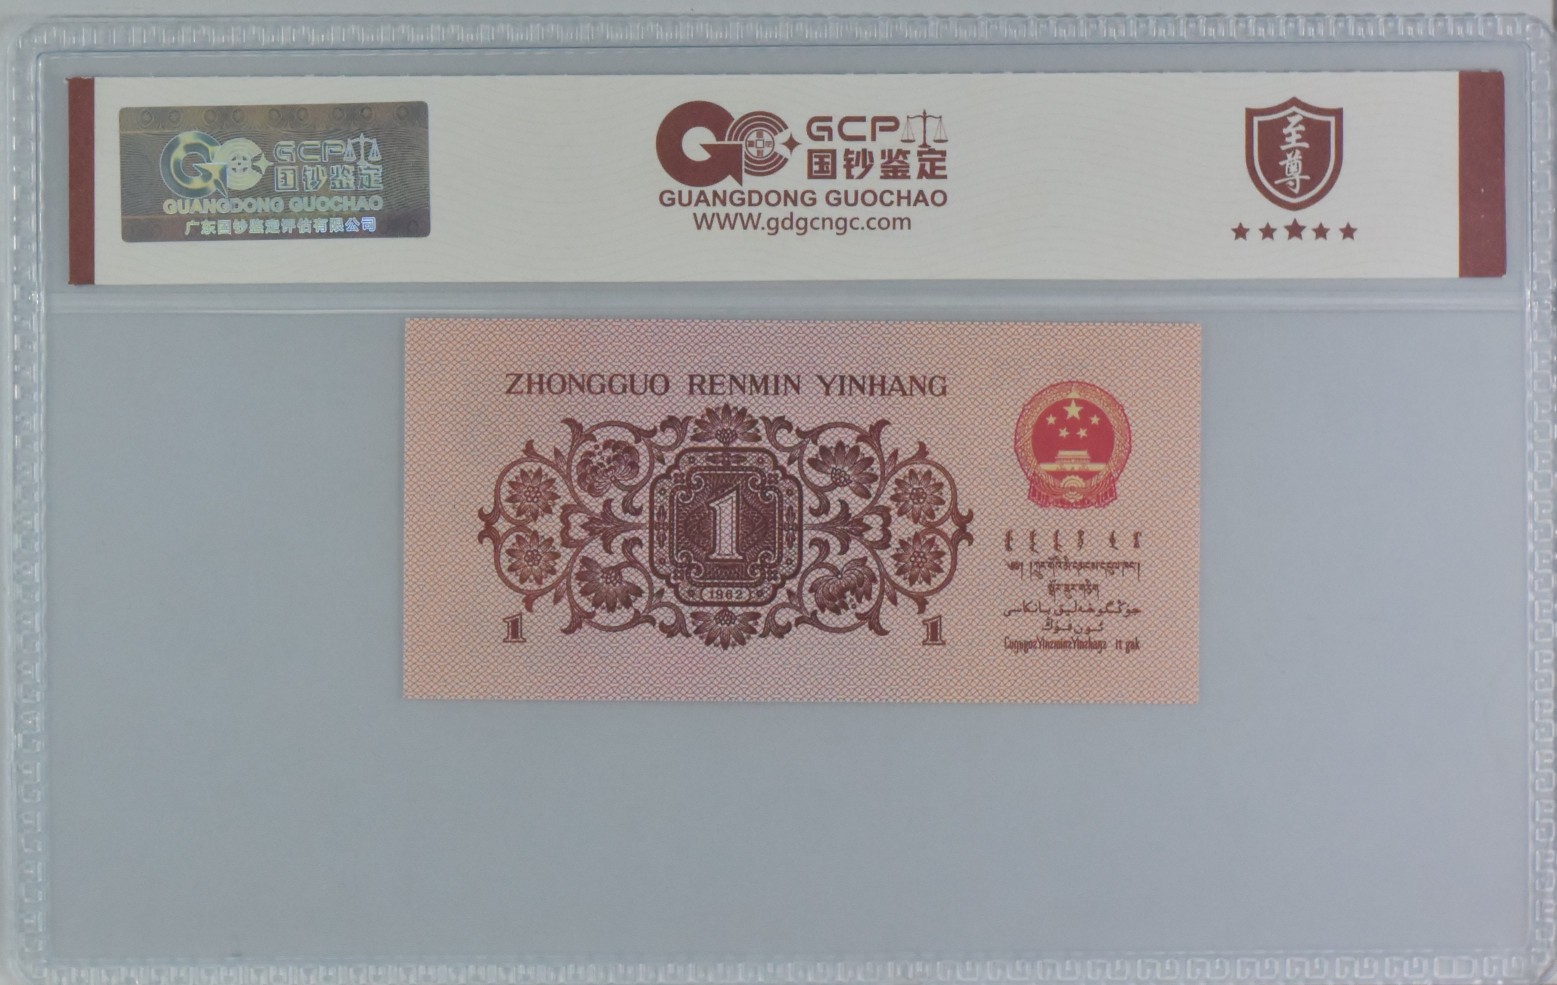 GCP
国钞鉴定
GUANGDONG GUOCHAO
广东国钞鉴定评估有限公司
GCP
国钞鉴定
GUANGDONG GUOCHAO
WWW.gdgcngc.com
至尊
ZHONGGUO RENMIN YINHANG
1
1962
1
1
جۇڭگوخەلىق بانكاسى